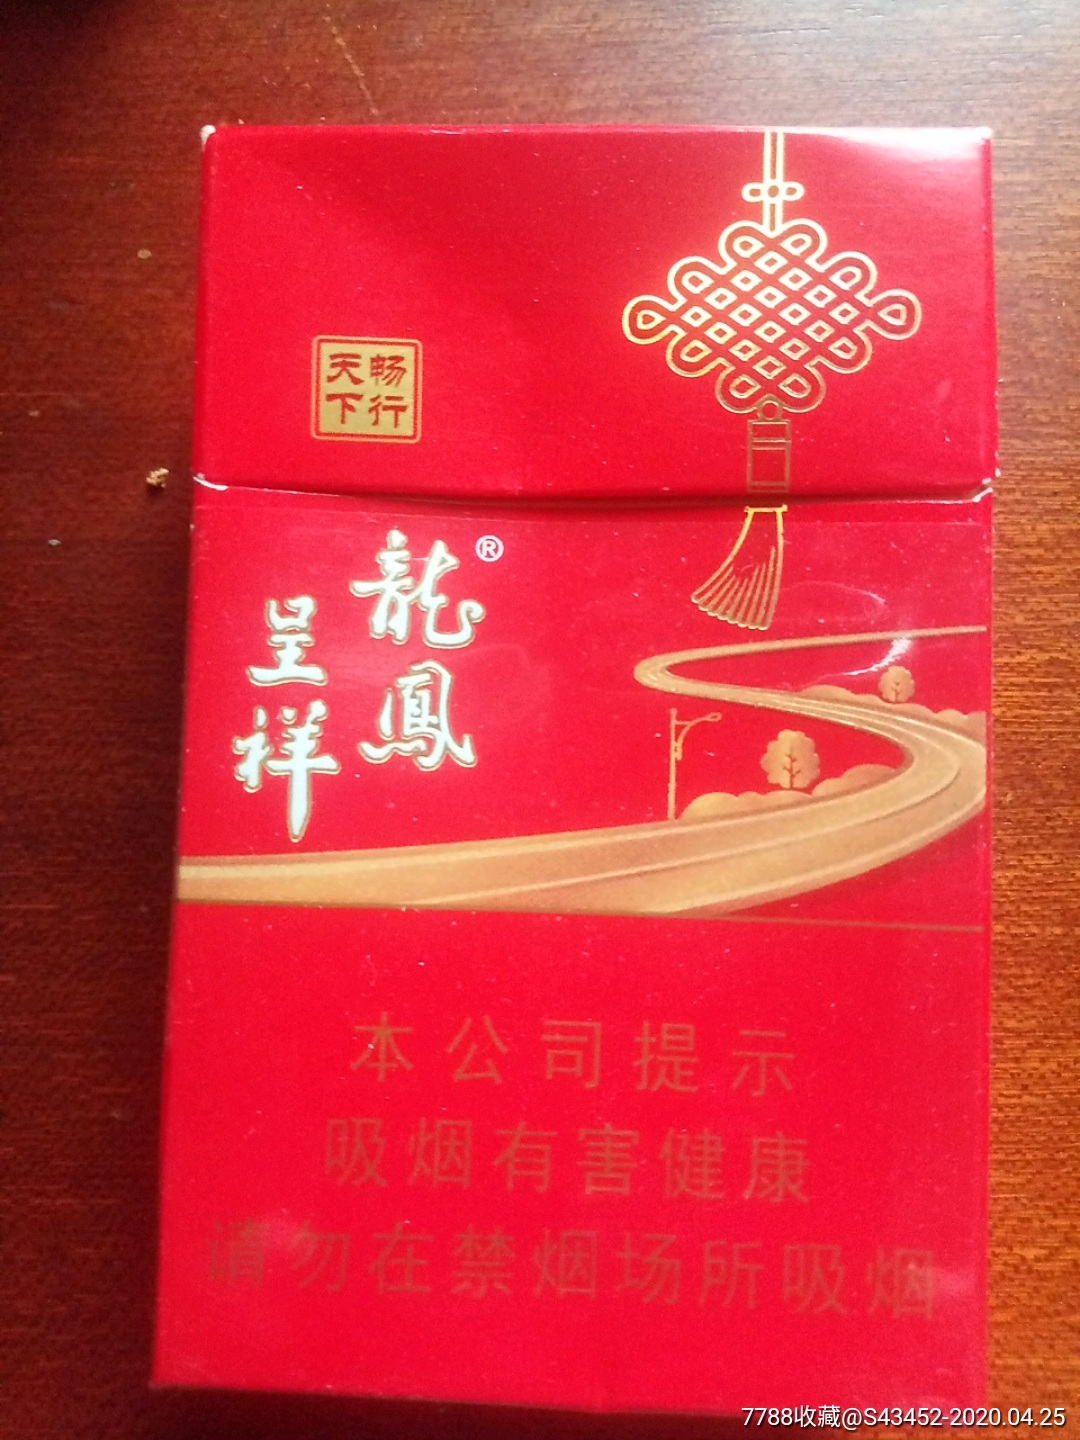 畅行
天下
龍鳳®
呈祥
本公司提示
吸烟有害健康
请勿在禁烟场所吸烟
7788收藏@S43452-2020.04.25